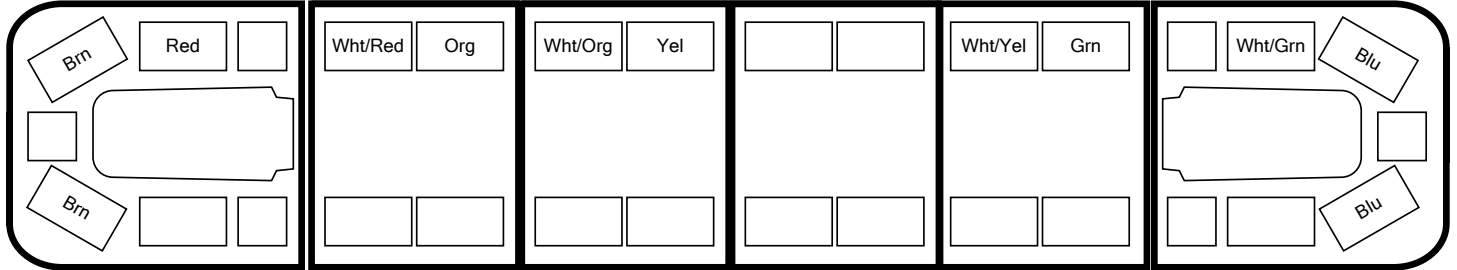 Brn
Red
Wht/Red
Org
Wht/Org
Yel
Wht/Yel
Grn
Wht/Grn
Blu
Brn
Blu